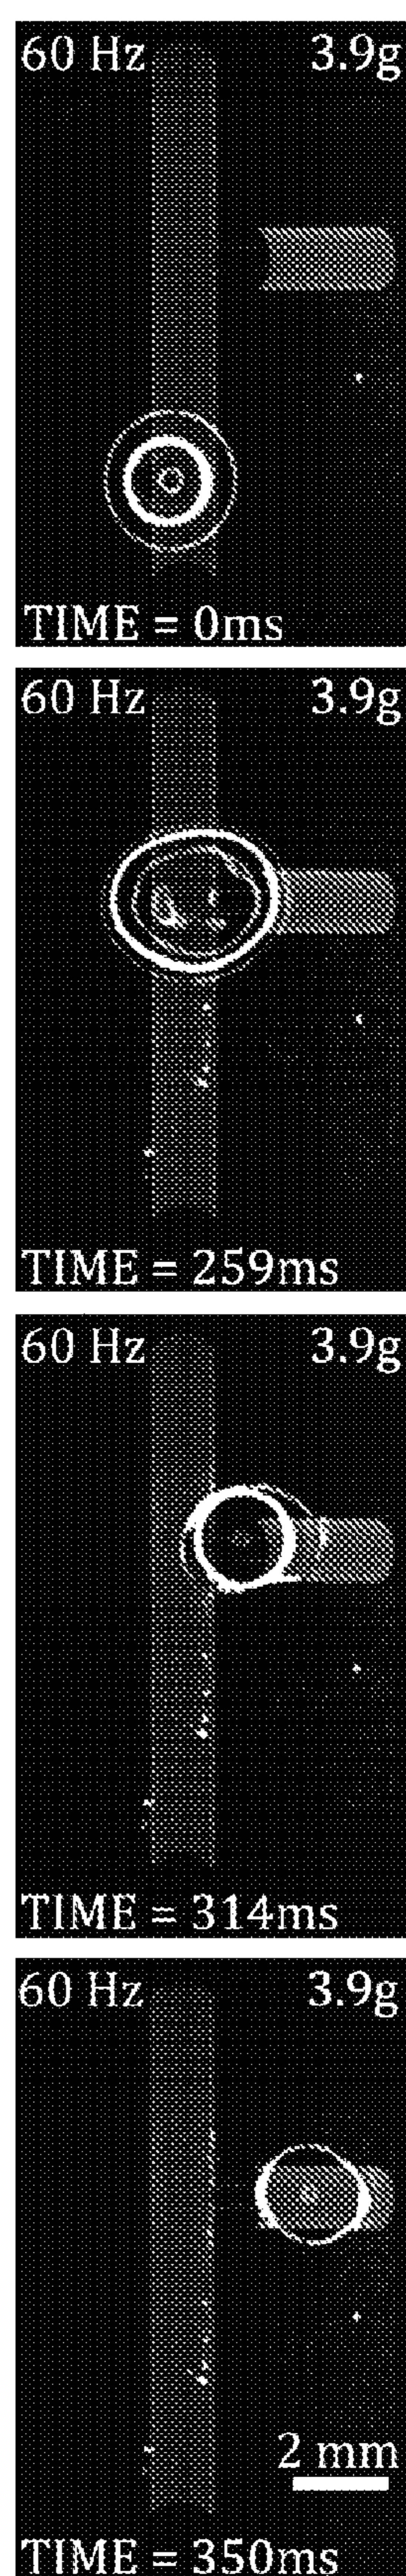 60 Hz 3.9g
TIME = 0ms
60 Hz 3.9g
TIME = 259ms
60 Hz 3.9g
TIME = 314ms
60 Hz 3.9g
2 mm
TIME = 350ms